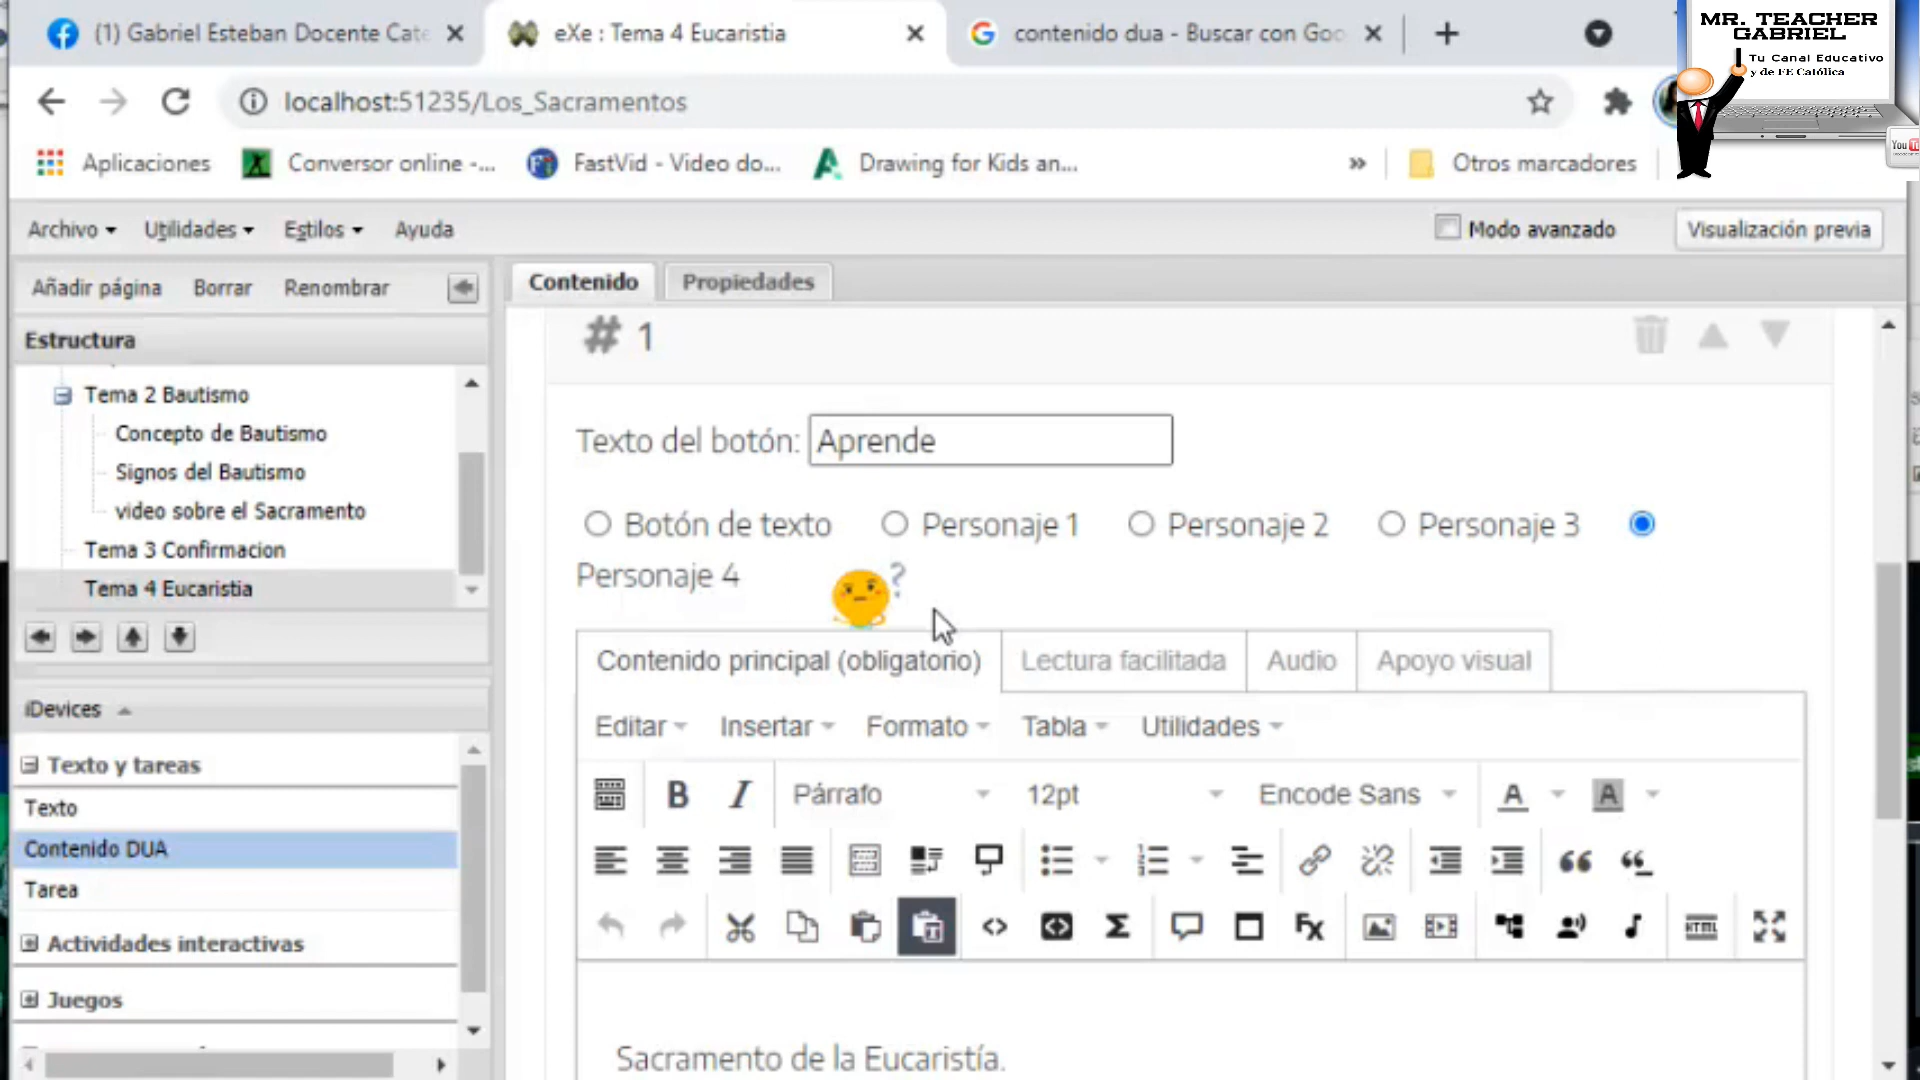 (1) Gabriel Esteban Docente Cate
eXe : Tema 4 Eucaristia
contenido dua - Buscar con Goo
MR. TEACHER
GABRIEL
Tu Canal Educativo
y de FE Católica
You
localhost:51235/Los_Sacramentos
Aplicaciones
Conversor online -...
FastVid - Video do...
Drawing for Kids an...
»
Otros marcadores
Archivo
Utilidades
Estilos
Ayuda
Modo avanzado
Visualización previa
Añadir página
Borrar
Renombrar
Contenido
Propiedades
Estructura
Tema 2 Bautismo
Concepto de Bautismo
Signos del Bautismo
video sobre el Sacramento
Tema 3 Confirmacion
Tema 4 Eucaristia
iDevices
Texto y tareas
Texto
Contenido DUA
Tarea
Actividades interactivas
Juegos
# 1
Texto del botón: Aprende
Botón de texto
Personaje 1
Personaje 2
Personaje 3
Personaje 4
?
Contenido principal (obligatorio)
Lectura facilitada
Audio
Apoyo visual
Editar
Insertar
Formato
Tabla
Utilidades
B
I
Párrafo
12pt
Encode Sans
A
A
Σ
Fx
HTML
Sacramento de la Eucaristía.